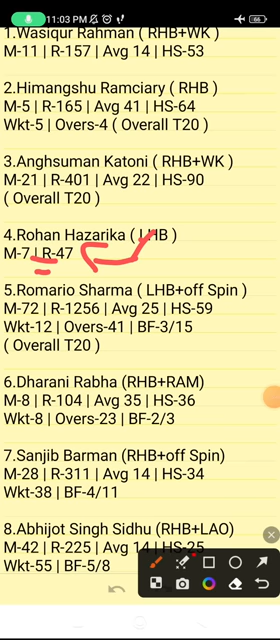 11:03 PM
66
1.Wasiqur Rahman (RHB+WK)
M-11 | R-157 | Avg 14 | HS-53
2.Himangshu Ramciary ( RHB)
M-5 | R-165 | Avg 41 | HS-64
Wkt-5 | Overs-4 ( Overall T20)
3.Anghsuman Katoni (RHB+WK )
M-21 | R-401 | Avg 22 | HS-90
(Overall T20)
4.Rohan Hazarika ( LHB )
M-7 | R-47
5.Romario Sharma ( LHB+off Spin)
M-72 | R-1256 | Avg 25 | HS-59
Wkt-12 | Overs-41 | BF-3/15
( Overall T20)
6.Dharani Rabha (RHB+RAM)
M-8 | R-104 | Avg 35 | HS-36
Wkt-8 | Overs-23 | BF-2/3
7.Sanjib Barman (RHB+off Spin)
M-28 | R-311 | Avg 14 | HS-34
Wkt-38 | BF-4/11
8.Abhijot Singh Sidhu (RHB+LAO)
M-42 | R-225 | Avg 14 | HS-25
Wkt-55 | BF-5/8